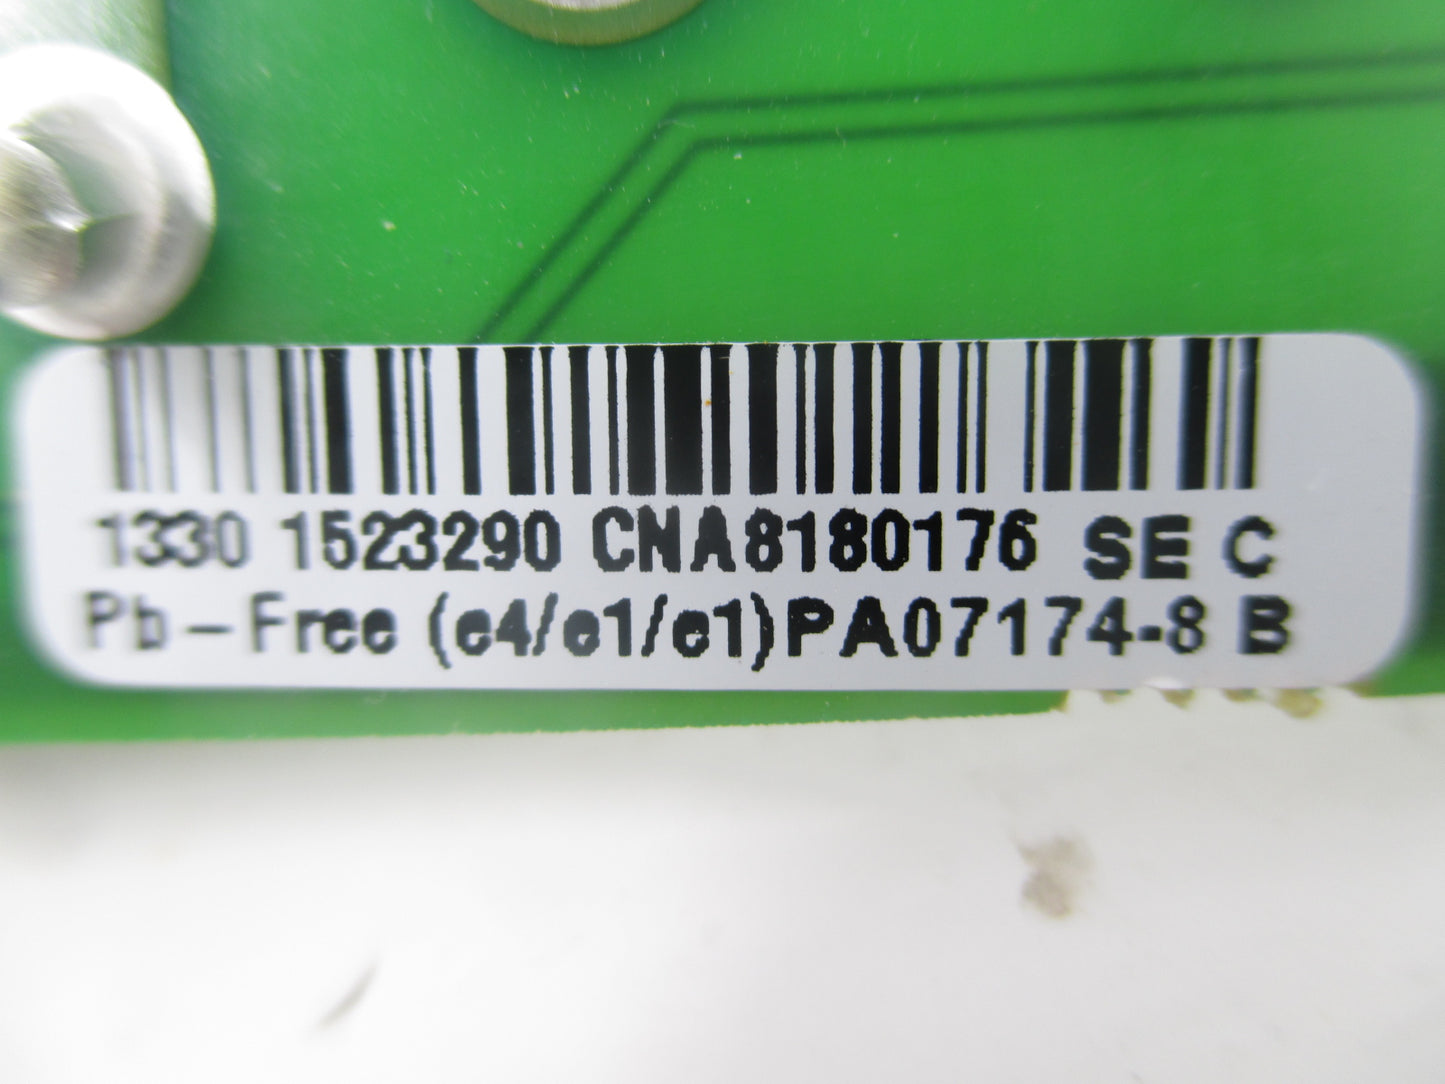 1330 1523290 CNA8180176 SE C
Pb-Free (e4/e1/e1)PA07174-8 B